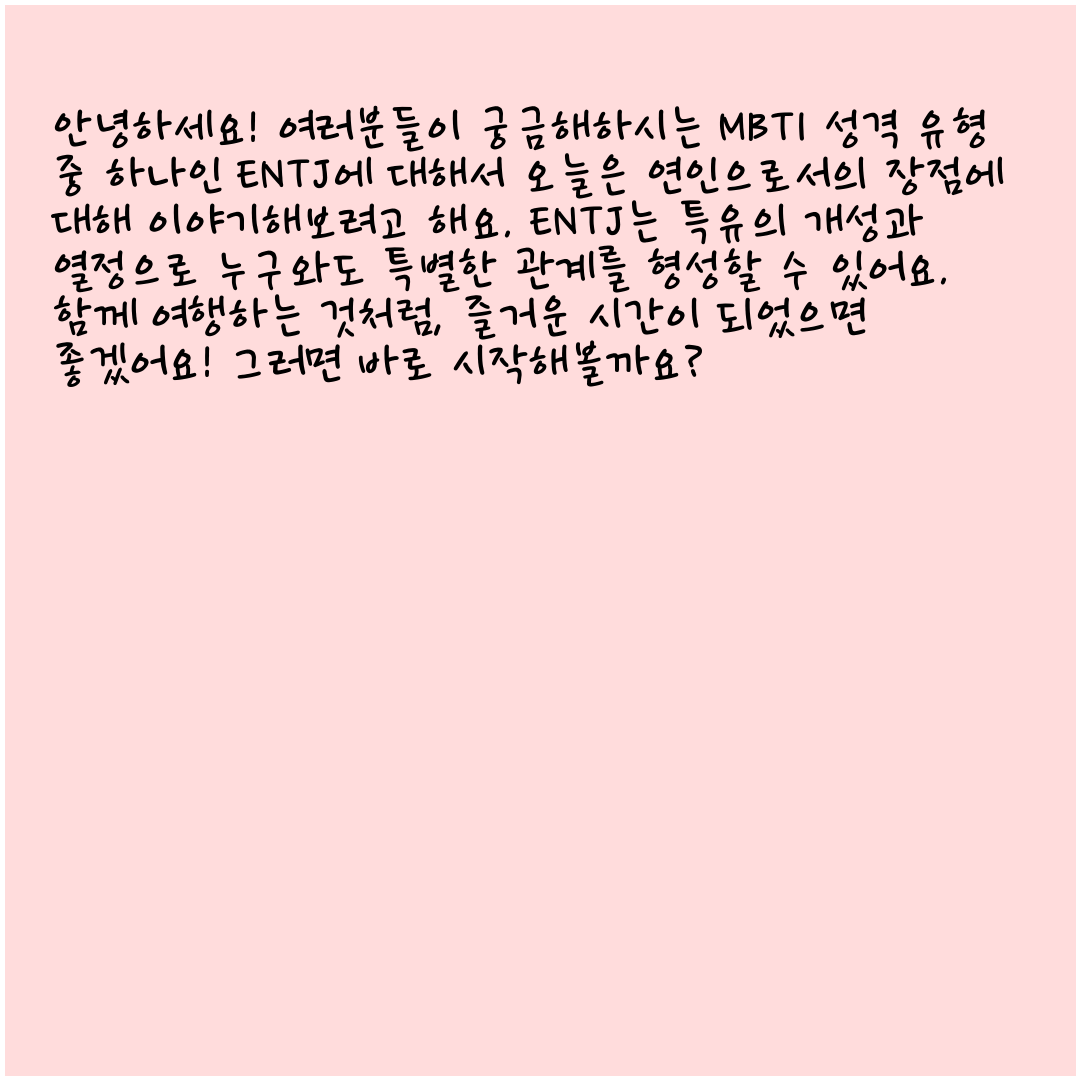 안녕하세요! 여러분들이 궁금해하시는 MBTI 성격 유형
중 하나인 ENTJ에 대해서 오늘은 연인으로서의 장점에
대해 이야기해보려고 해요. ENTJ는 특유의 개성과
열정으로 누구와도 특별한 관계를 형성할 수 있어요.
함께 여행하는 것처럼, 즐거운 시간이 되었으면
좋겠어요! 그러면 바로 시작해볼까요?